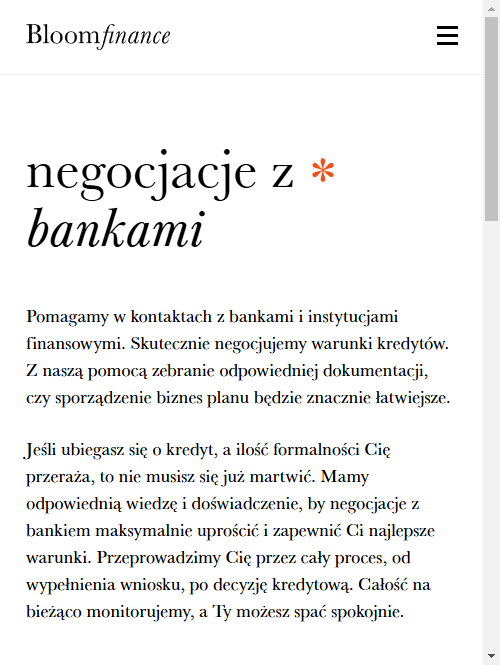 Bloomfinance
negocjacje z *
bankami
Pomagamy w kontaktach z bankami i instytucjami
finansowymi. Skutecznie negocjujemy warunki kredytów.
Z naszą pomocą zebranie odpowiedniej dokumentacji,
czy sporządzenie biznes planu będzie znacznie łatwiejsze.
Jeśli ubiegasz się o kredyt, a ilość formalności Cię
przeraża, to nie musisz się już martwić. Mamy
odpowiednią wiedzę i doświadczenie, by negocjacje z
bankiem maksymalnie uprościć i zapewnić Ci najlepsze
warunki. Przeprowadzimy Cię przez cały proces, od
wypełnienia wniosku, po decyzję kredytową. Całość na
bieżąco monitorujemy, a Ty możesz spać spokojnie.